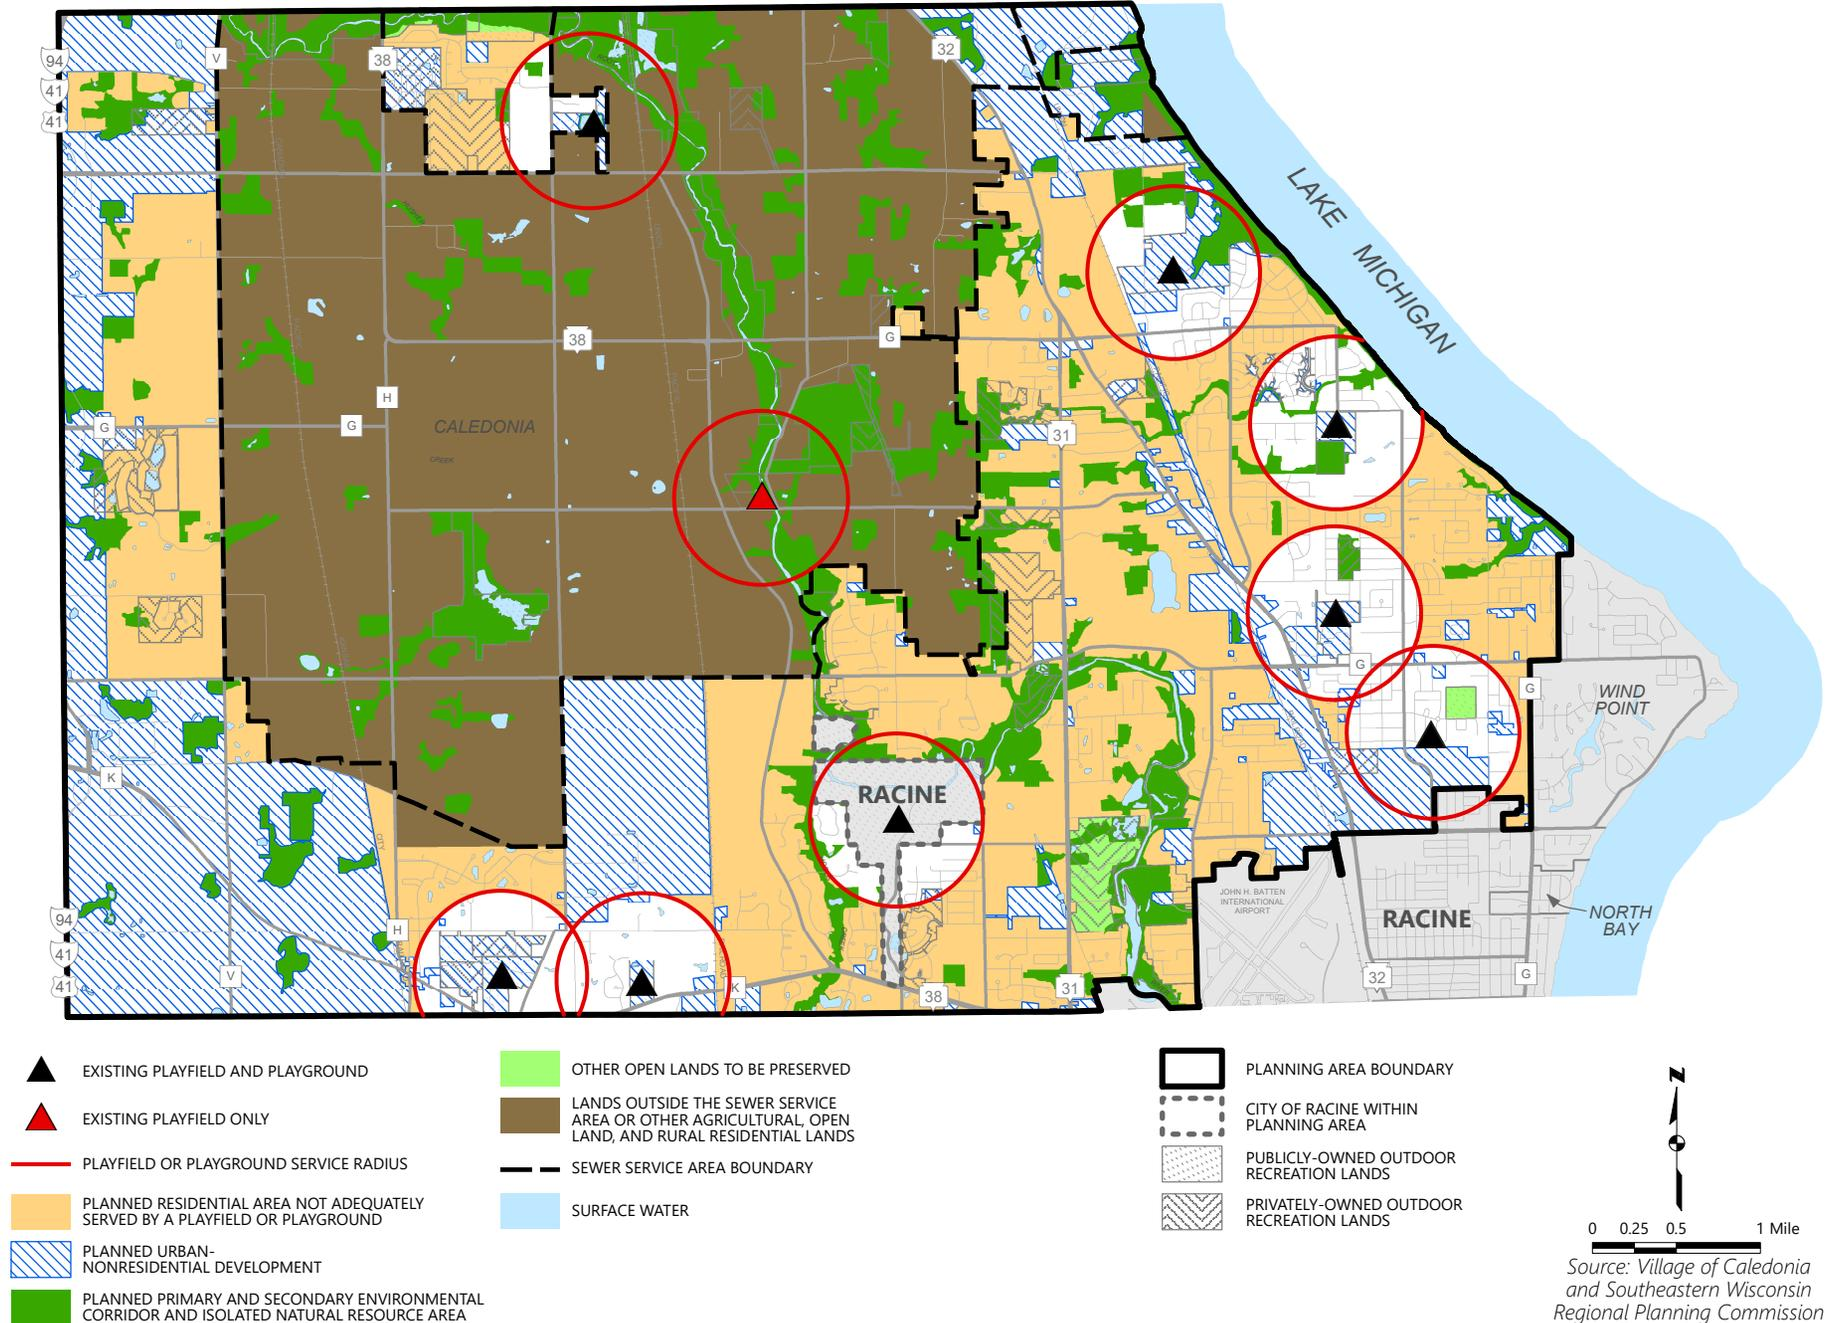 94
41
41
V
38
32
LAKE
MICHIGAN
38
G
H
G
G
CALEDONIA
CREEK
31
G
G
WIND
POINT
K
RACINE
CITY
JOHN H. BATTEN
INTERNATIONAL
AIRPORT
RACINE
NORTH
BAY
94
41
41
H
V
K
38
31
32
G
EXISTING PLAYFIELD AND PLAYGROUND
EXISTING PLAYFIELD ONLY
PLAYFIELD OR PLAYGROUND SERVICE RADIUS
PLANNED RESIDENTIAL AREA NOT ADEQUATELY
SERVED BY A PLAYFIELD OR PLAYGROUND
PLANNED URBAN-
NONRESIDENTIAL DEVELOPMENT
PLANNED PRIMARY AND SECONDARY ENVIRONMENTAL
CORRIDOR AND ISOLATED NATURAL RESOURCE AREA
OTHER OPEN LANDS TO BE PRESERVED
LANDS OUTSIDE THE SEWER SERVICE
AREA OR OTHER AGRICULTURAL, OPEN
LAND, AND RURAL RESIDENTIAL LANDS
SEWER SERVICE AREA BOUNDARY
SURFACE WATER
PLANNING AREA BOUNDARY
CITY OF RACINE WITHIN
PLANNING AREA
PUBLICLY-OWNED OUTDOOR
RECREATION LANDS
PRIVATELY-OWNED OUTDOOR
RECREATION LANDS
N
0 0.25 0.5 1 Mile
Source: Village of Caledonia
and Southeastern Wisconsin
Regional Planning Commission